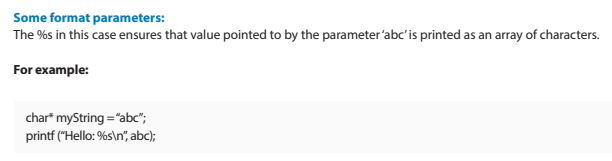 Some format parameters:
The %s in this case ensures that value pointed to by the parameter ‘abc’ is printed as an array of characters.
For example:
char* myString = “abc”;
printf (“Hello: %s\n”, abc);